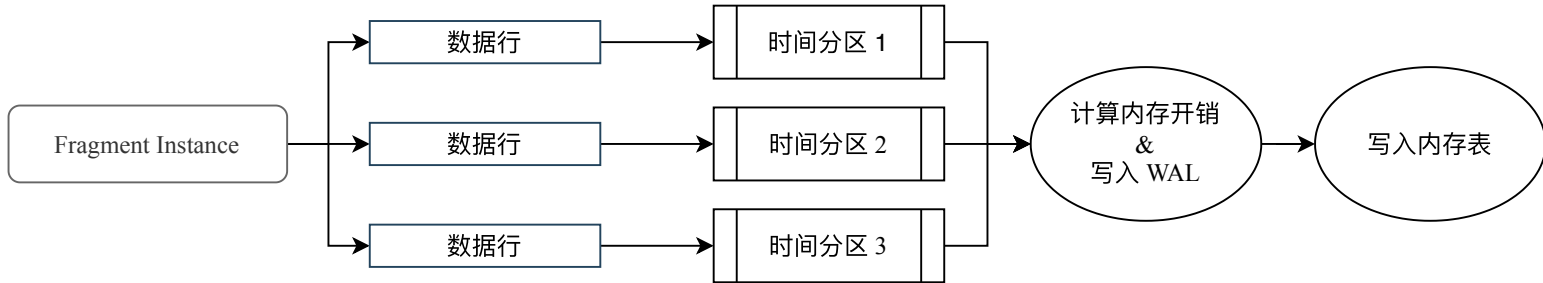 数据行
时间分区 1
Fragment Instance
数据行
时间分区 2
计算内存开销
&
写入 WAL
写入内存表
数据行
时间分区 3